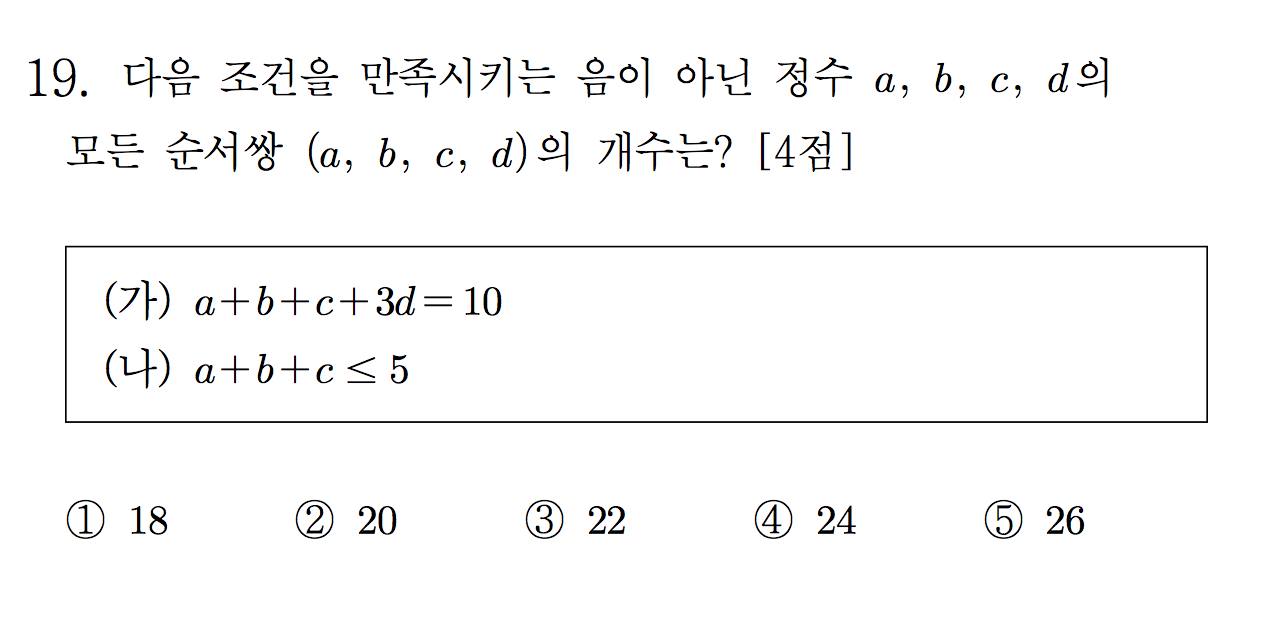 19. 다음 조건을 만족시키는 음이 아닌 정수 a, b, c, d의
모든 순서쌍 (a, b, c, d)의 개수는? [4점]
(가) a+b+c+3d=10
(나) a+b+c≤5
① 18 ② 20 ③ 22 ④ 24 ⑤ 26